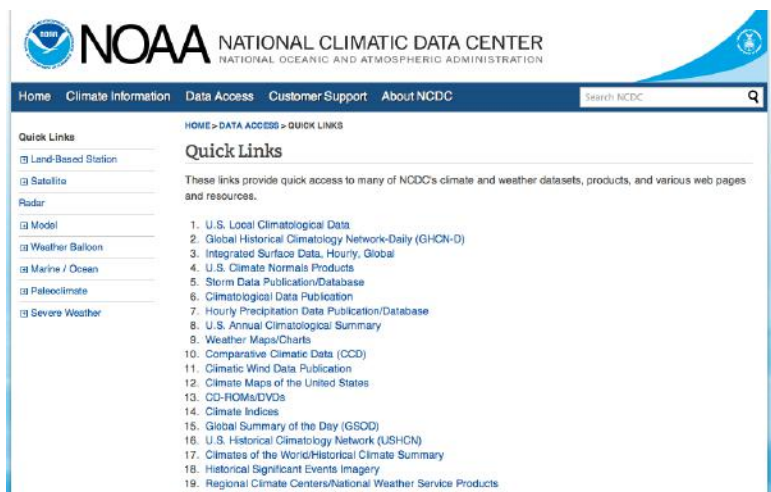 NOAA
NOAA NATIONAL CLIMATIC DATA CENTER
NATIONAL OCEANIC AND ATMOSPHERIC ADMINISTRATION
Home Climate Information Data Access Customer Support About NCDC Search NCDC
HOME > DATA ACCESS > QUICK LINKS
Quick Links
Land-Based Station
Satellite
Radar
Model
Weather Balloon
Marine / Ocean
Paleoclimate
Severe Weather
Quick Links
These links provide quick access to many of NCDC's climate and weather datasets, products, and various web pages
and resources.
1. U.S. Local Climatological Data
2. Global Historical Climatology Network-Daily (GHCN-D)
3. Integrated Surface Data, Hourly, Global
4. U.S. Climate Normals Products
5. Storm Data Publication/Database
6. Climatological Data Publication
7. Hourly Precipitation Data Publication/Database
8. U.S. Annual Climatological Summary
9. Weather Maps/Charts
10. Comparative Climatic Data (CCD)
11. Climatic Wind Data Publication
12. Climate Maps of the United States
13. CD-ROMs/DVDs
14. Climate Indices
15. Global Summary of the Day (GSOD)
16. U.S. Historical Climatology Network (USHCN)
17. Climates of the World/Historical Climate Summary
18. Historical Significant Events Imagery
19. Regional Climate Centers/National Weather Service Products